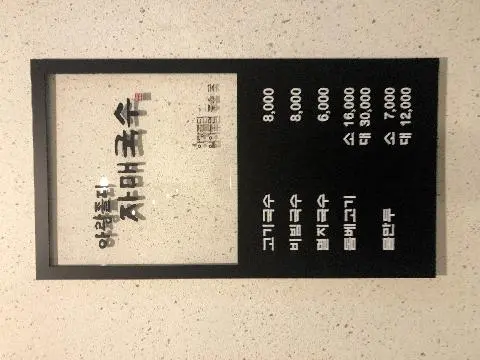 자매국수
고기국수 8,000
비빔국수 8,000
멸치국수 6,000
돔베고기 소 16,000
대 30,000
물만두 소 7,000
대 12,000